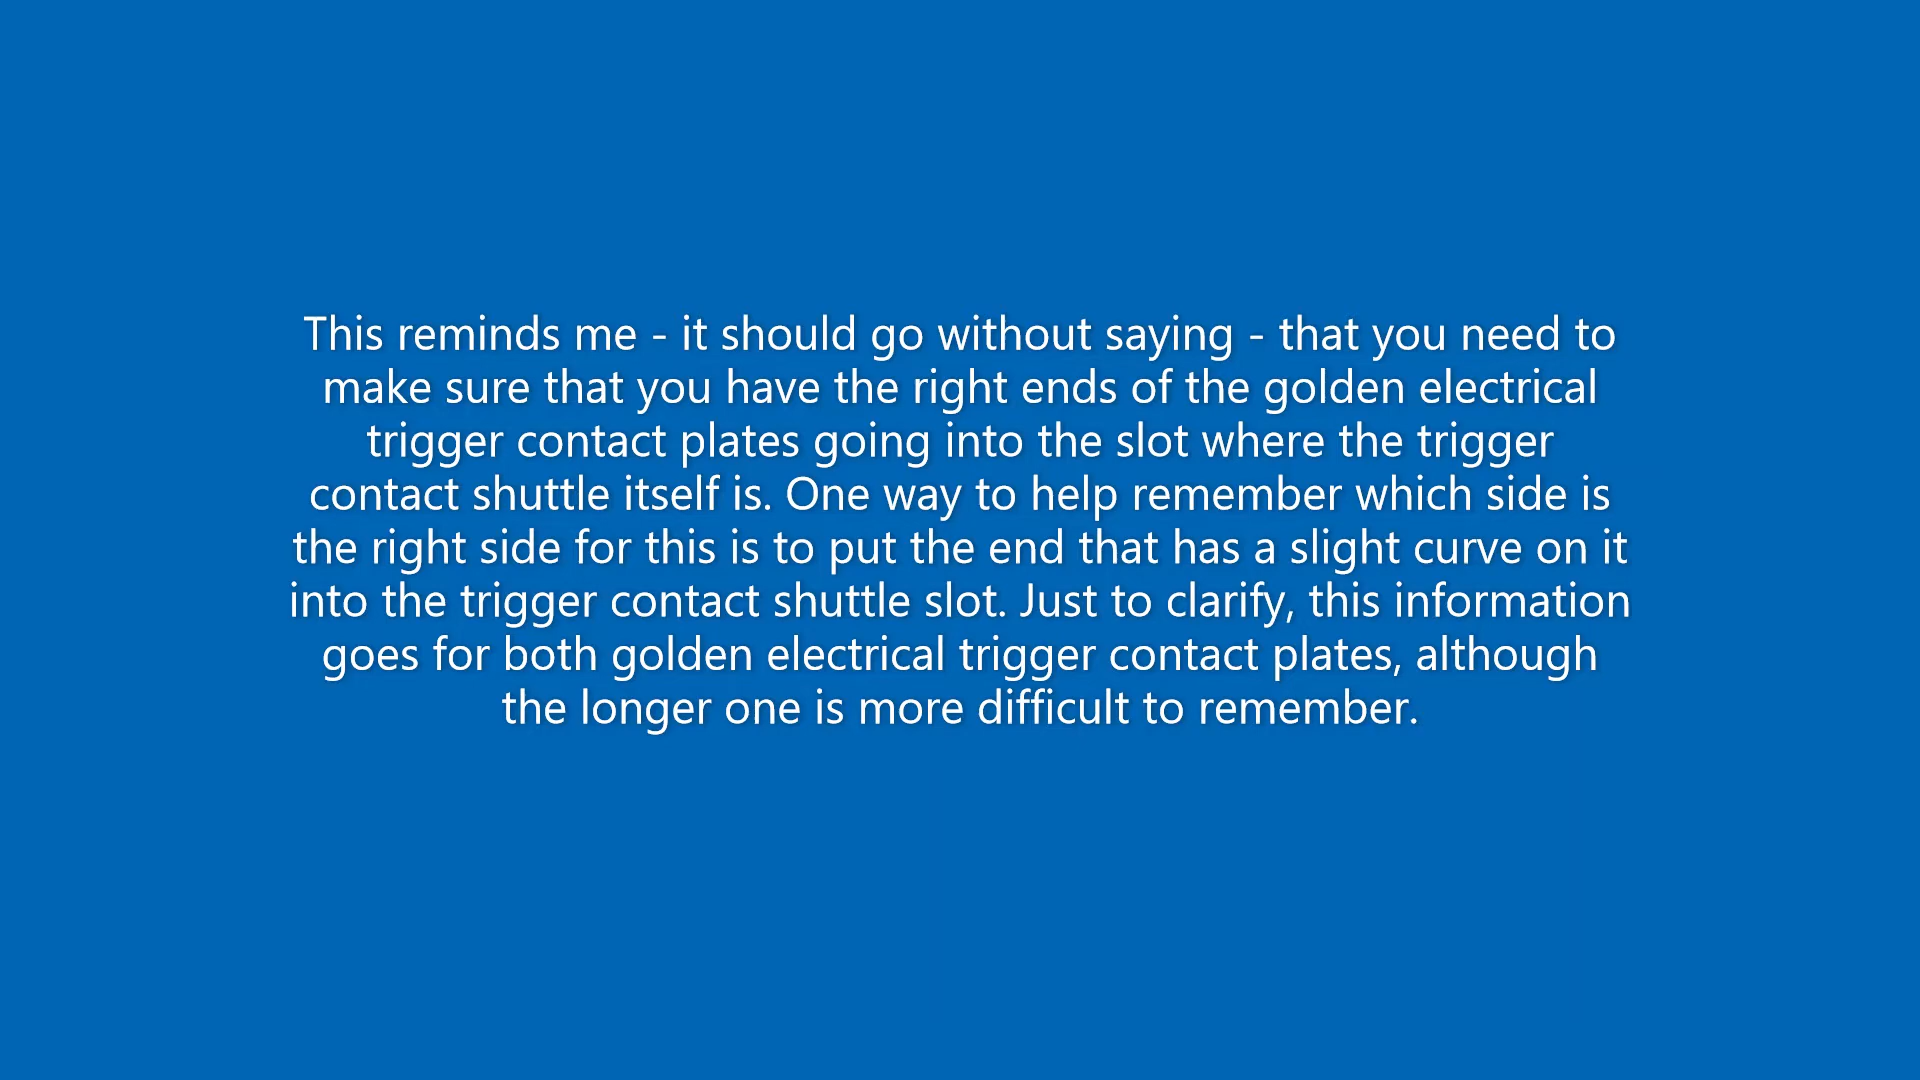 This reminds me - it should go without saying - that you need to
make sure that you have the right ends of the golden electrical
trigger contact plates going into the slot where the trigger
contact shuttle itself is. One way to help remember which side is
the right side for this is to put the end that has a slight curve on it
into the trigger contact shuttle slot. Just to clarify, this information
goes for both golden electrical trigger contact plates, although
the longer one is more difficult to remember.